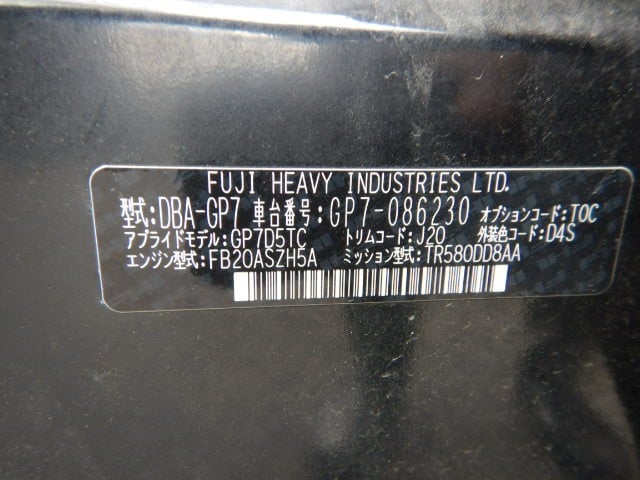 FUJI HEAVY INDUSTRIES LTD.
型式:DBA-GP7 車台番号:GP7-086230 オプションコード:TOC
アプライドモデル:GP7D5TC トリムコード:J20 外装色コード:D4S
エンジン型式:FB20ASZH5A ミッション型式:TR580DD8AA